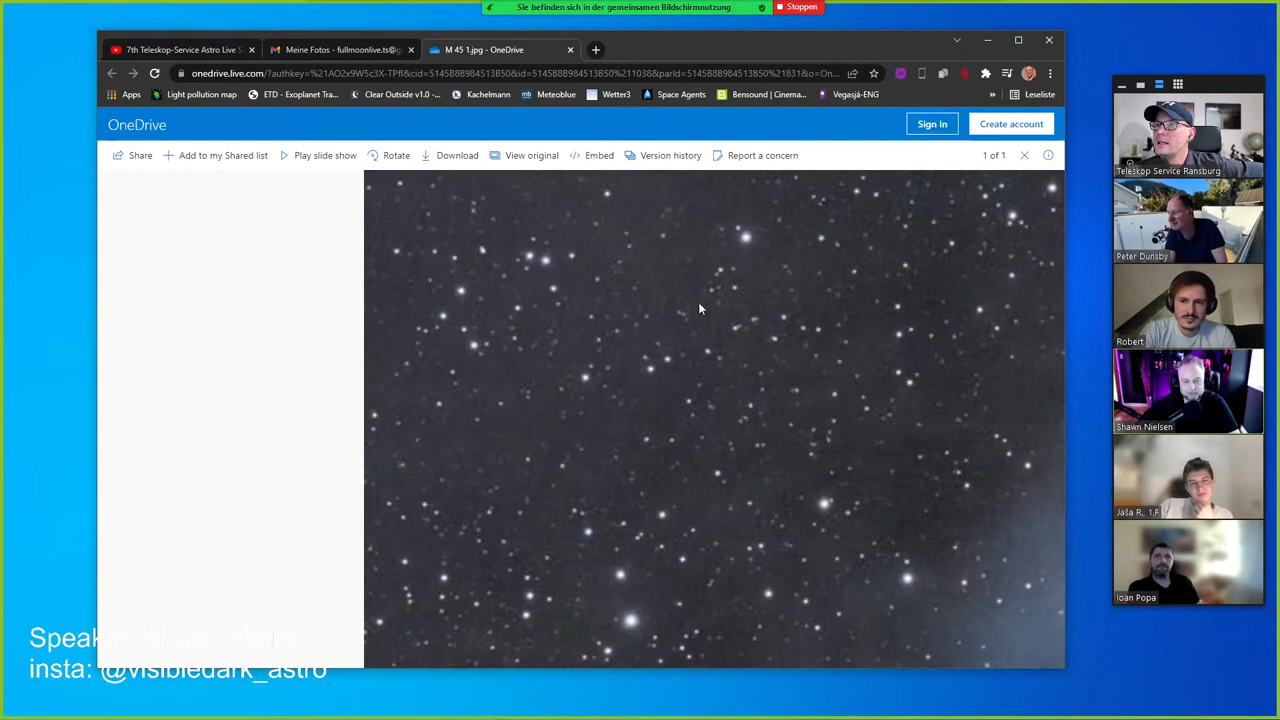 Sie befinden sich in der gemeinsamen Bildschirmnutzung
Stoppen
7th Teleskop-Service Astro Live S
Meine Fotos - fullmoonlive.ts@g
M 45 1.jpg - OneDrive
Apps
Light pollution map
ETD - Exoplanet Tra...
Clear Outside v1.0 -...
Kleinanzeigen
Meteoblue
Wetter3
Space Agents
Bensound | Cinema...
Vegasjá-ENG
»
Leseliste
OneDrive
Sign In
Create account
Share
Add to my Shared list
Play slide show
Rotate
Download
View original
Embed
Version history
Report a concern
1 of 1
Teleskop Service Ransburg
Peter Dunsby
Robert
Shawn Nielsen
Jaša R., 1.F
Ioan Popa
insta: @visibledark_astro